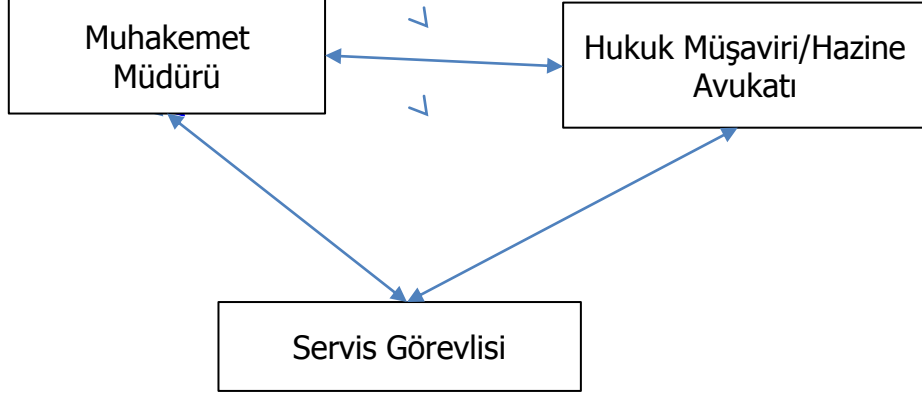 Muhakemet
Müdürü
Hukuk Müşaviri/Hazine
Avukatı
Servis Görevlisi